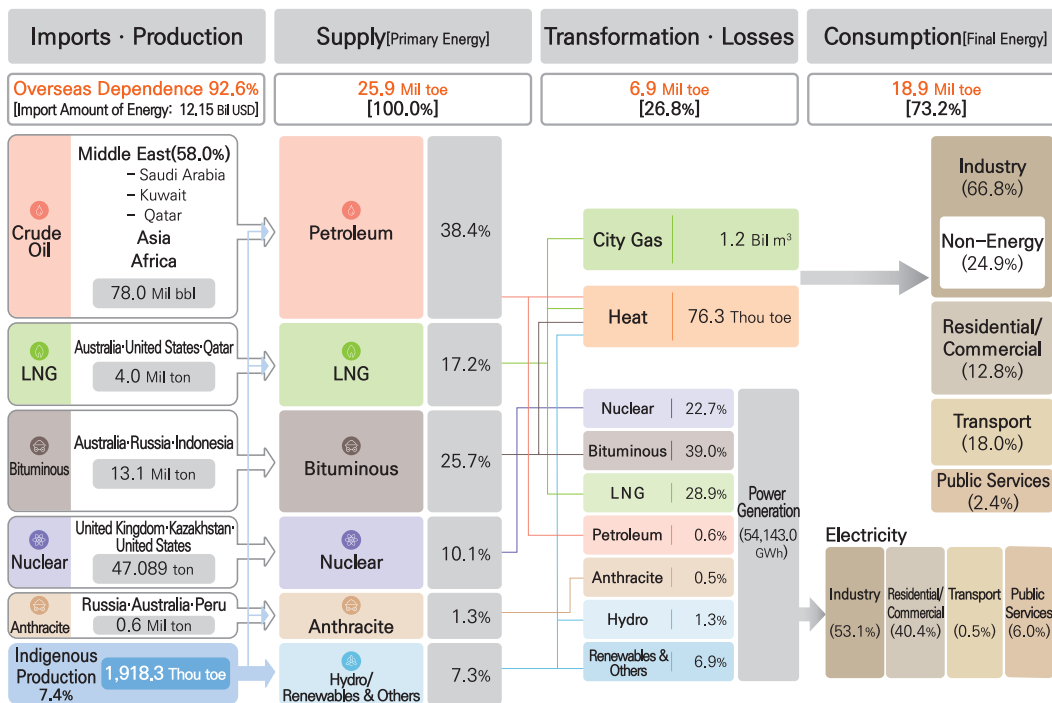 Imports · Production
Overseas Dependence 92.6%
[Import Amount of Energy: 12.15 Bil USD]
Crude
Oil
Middle East(58.0%)
– Saudi Arabia
– Kuwait
– Qatar
Asia
Africa
78.0 Mil bbl
LNG
Australia·United States·Qatar
4.0 Mil ton
Bituminous
Australia·Russia·Indonesia
13.1 Mil ton
Nuclear
United Kingdom·Kazakhstan·
United States
47.089 ton
Anthracite
Russia·Australia·Peru
0.6 Mil ton
Indigenous
Production
7.4%
1,918.3 Thou toe
Supply[Primary Energy]
25.9 Mil toe
[100.0%]
Petroleum
38.4%
LNG
17.2%
Bituminous
25.7%
Nuclear
10.1%
Anthracite
1.3%
Hydro/
Renewables & Others
7.3%
Transformation · Losses
6.9 Mil toe
[26.8%]
City Gas
1.2 Bil m³
Heat
76.3 Thou toe
Nuclear
22.7%
Bituminous
39.0%
LNG
28.9%
Petroleum
0.6%
Anthracite
0.5%
Hydro
1.3%
Renewables &
Others
6.9%
Power
Generation
(54,143.0
GWh)
Consumption[Final Energy]
18.9 Mil toe
[73.2%]
Industry
(66.8%)
Non-Energy
(24.9%)
Residential/
Commercial
(12.8%)
Transport
(18.0%)
Public Services
(2.4%)
Electricity
Industry
(53.1%)
Residential/
Commercial
(40.4%)
Transport
(0.5%)
Public
Services
(6.0%)